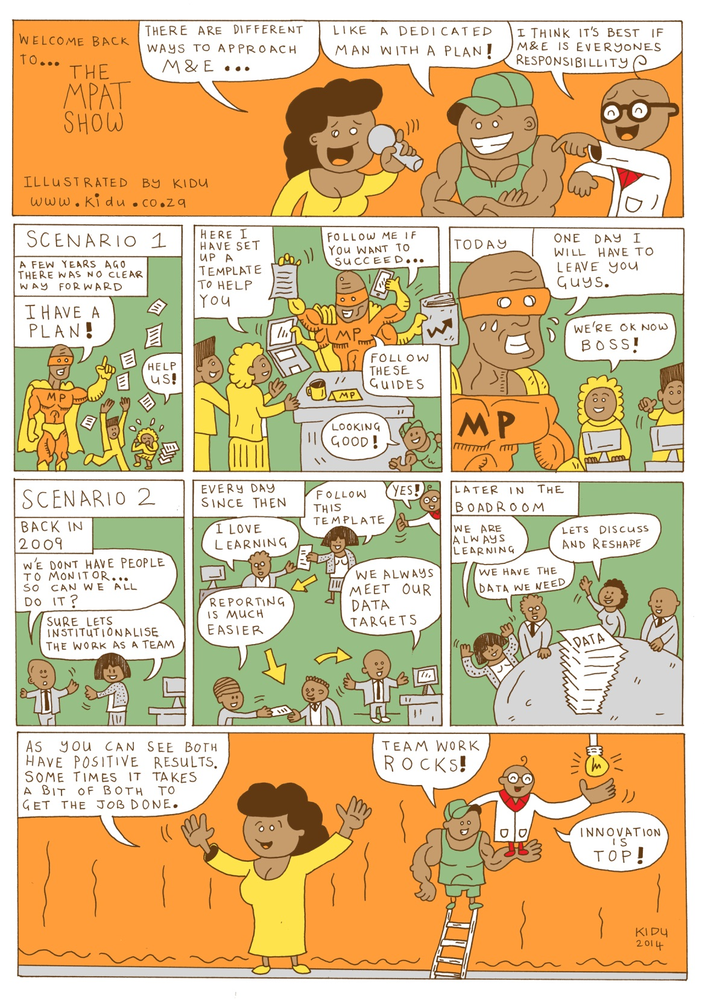 WELCOME BACK
TO...
THE
MPAT
SHOW
ILLUSTRATED BY KIDU
www.kidu.co.za
THERE ARE DIFFERENT
WAYS TO APPROACH
M&E ...
LIKE A DEDICATED
MAN WITH A PLAN!
I THINK IT'S BEST IF
M&E IS EVERYONES
RESPONSIBILLITY
SCENARIO 1
A FEW YEARS AGO
THERE WAS NO CLEAR
WAY FORWARD
I HAVE A
PLAN!
HELP
US!
MP
HERE I
HAVE SET
UP A
TEMPLATE
TO HELP
YOU
FOLLOW ME IF
YOU WANT TO
SUCCEED...
MP
FOLLOW
THESE
GUIDES
MP
LOOKING
GOOD!
TODAY
ONE DAY I
WILL HAVE TO
LEAVE YOU
GUYS.
WE'RE OK NOW
BOSS!
MP
SCENARIO 2
BACK IN
2009
WE DONT HAVE PEOPLE
TO MONITOR...
SO CAN WE ALL
DO IT?
SURE LETS
INSTITUTIONALISE
THE WORK AS A TEAM
EVERY DAY
SINCE THEN
FOLLOW
THIS
TEMPLATE
YES!
I LOVE
LEARNING
WE ALWAYS
MEET OUR
DATA
TARGETS
REPORTING
IS MUCH
EASIER
LATER IN THE
BOADROOM
WE ARE
ALWAYS
LEARNING
LETS DISCUSS
AND RESHAPE
WE HAVE THE
DATA WE NEED
DATA
AS YOU CAN SEE BOTH
HAVE POSITIVE RESULTS.
SOME TIMES IT TAKES
A BIT OF BOTH TO
GET THE JOB DONE.
TEAM WORK
ROCKS!
INNOVATION
IS
TOP!
KIDU
2014